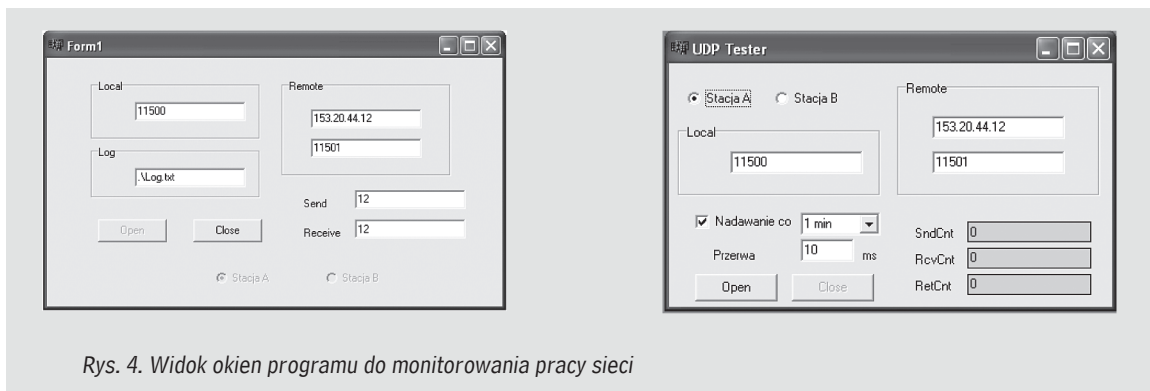 Form1
Local
11500
Log
.\Log.txt
Open
Close
Remote
153.20.44.12
11501
Send
12
Receive
12
Stacja A
Stacja B
UDP Tester
Stacja A
Stacja B
Local
11500
Remote
153.20.44.12
11501
Nadawanie co
1 min
Przerwa
10
ms
Open
Close
SndCnt
0
RcvCnt
0
RetCnt
0
Rys. 4. Widok okien programu do monitorowania pracy sieci